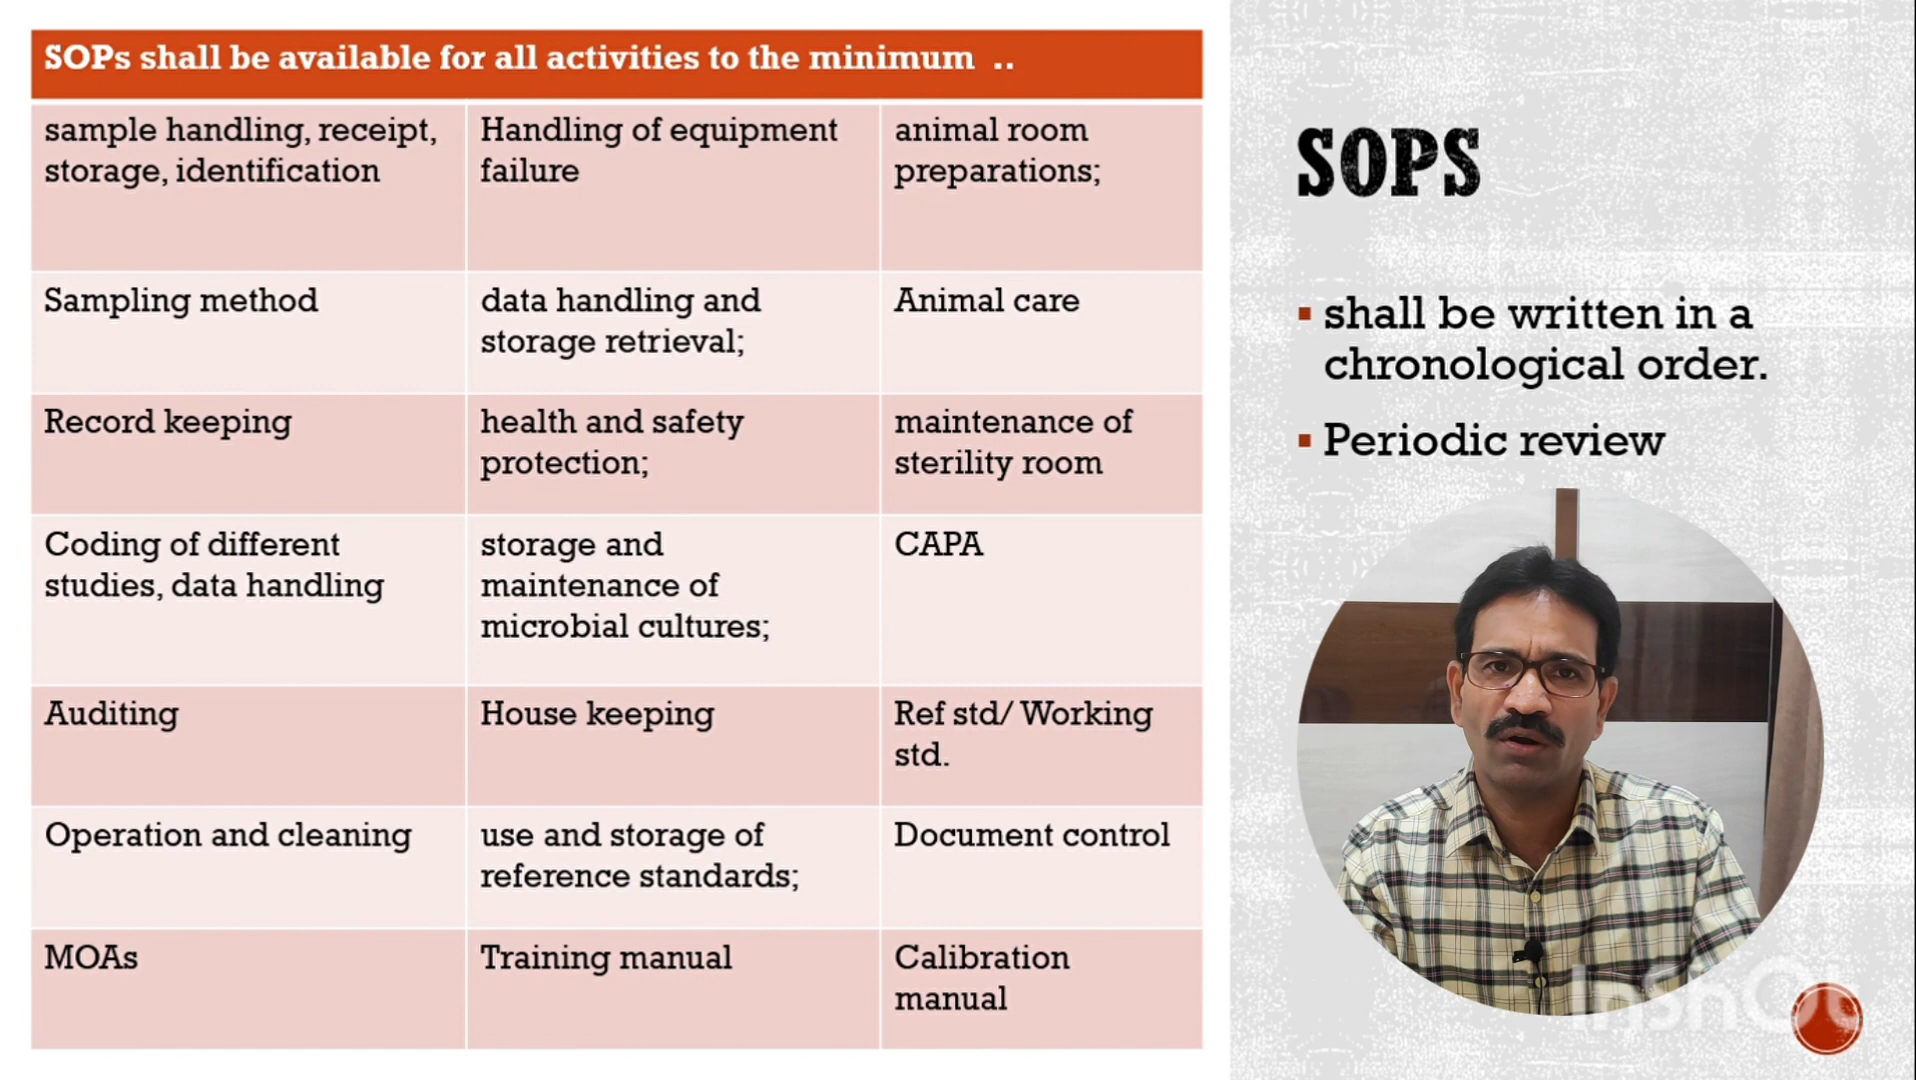 SOPs shall be available for all activities to the minimum ..
sample handling, receipt,
storage, identification
Handling of equipment
failure
animal room
preparations;
Sampling method
data handling and
storage retrieval;
Animal care
Record keeping
health and safety
protection;
maintenance of
sterility room
Coding of different
studies, data handling
storage and
maintenance of
microbial cultures;
CAPA
Auditing
House keeping
Ref std/ Working
std.
Operation and cleaning
use and storage of
reference standards;
Document control
MOAs
Training manual
Calibration
manual
SOPS
shall be written in a
chronological order.
Periodic review
InShOt